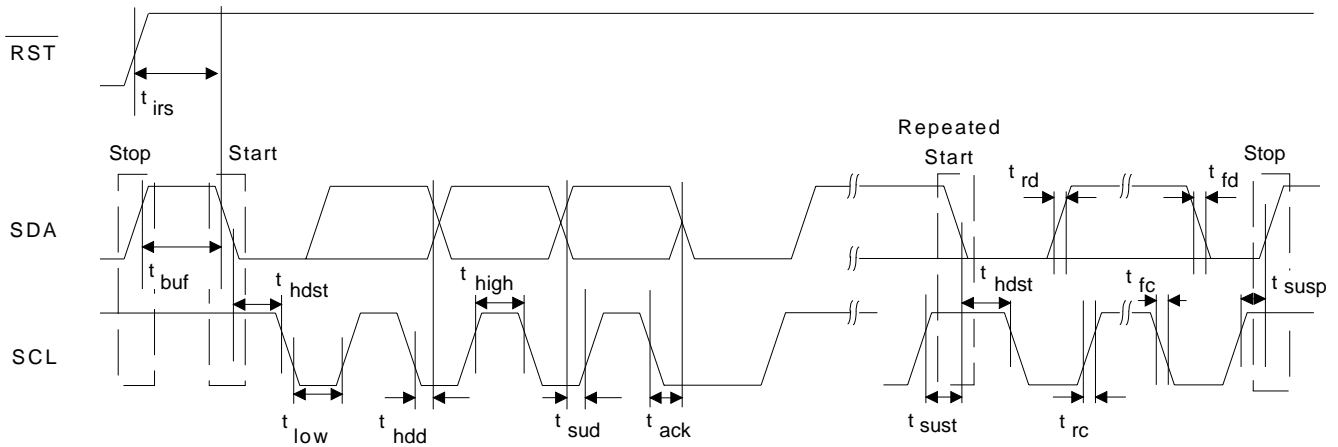 RST
t irs
Repeated
Stop
Start
Start
Stop
t rd
t fd
SDA
t buf
t hdst
t high
t hdst
t fc
t susp
SCL
t low
t hdd
t sud
t ack
t sust
t rc